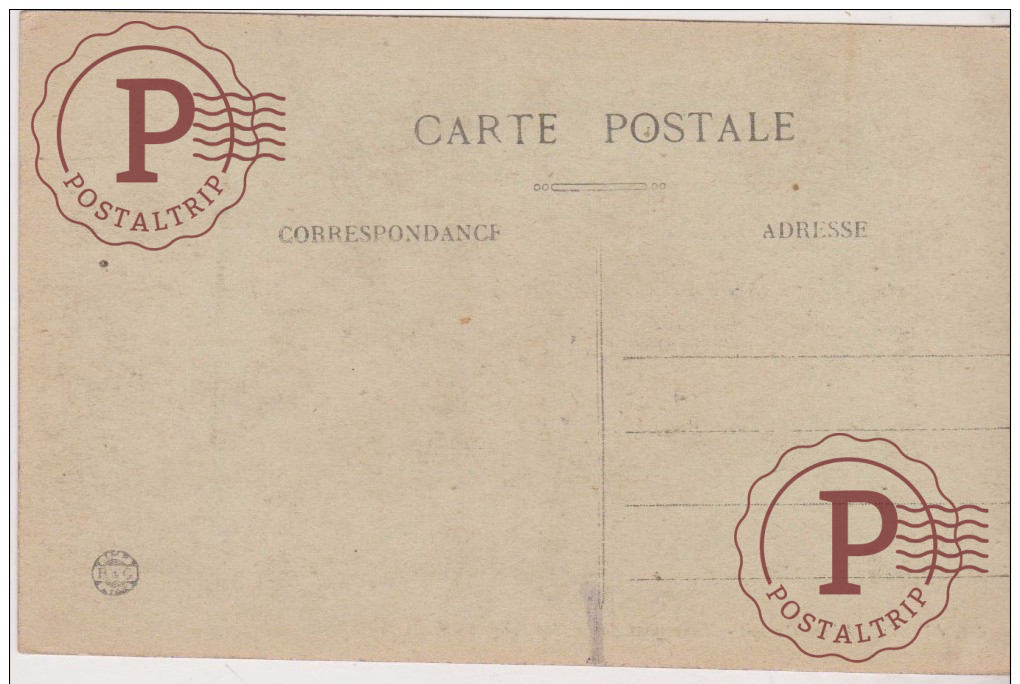 P
POSTALTRIP
CARTE POSTALE
CORRESPONDANCE
ADRESSE
P
POSTALTRIP